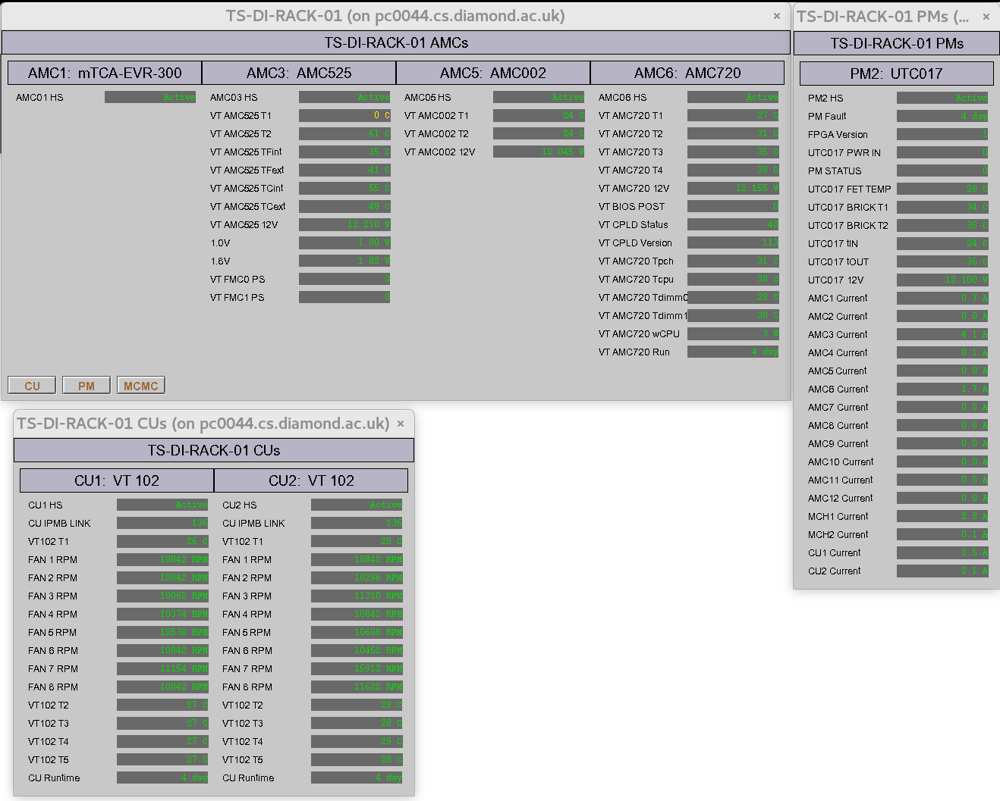 TS-DI-RACK-01 (on pc0044.cs.diamond.ac.uk) ×
TS-DI-RACK-01 AMCs
AMC1: mTCA-EVR-300
AMC01 HS Active
AMC3: AMC525
AMC03 HS Active
VT AMC525 T1 0 C
VT AMC525 T2 61 C
VT AMC525 TFint 35 C
VT AMC525 TFext 41 C
VT AMC525 TCint 55 C
VT AMC525 TCext 48 C
VT AMC525 12V 12.210 V
1.0V 1.00 V
1.8V 1.82 V
VT FMC0 PS 0
VT FMC1 PS 0
AMC5: AMC002
AMC05 HS Active
VT AMC002 T1 24 C
VT AMC002 T2 24 C
VT AMC002 12V 12.045 V
AMC6: AMC720
AMC06 HS Active
VT AMC720 T1 27 C
VT AMC720 T2 31 C
VT AMC720 T3 35 C
VT AMC720 T4 38 C
VT AMC720 12V 12.155 V
VT BIOS POST 0
VT CPLD Status 40
VT CPLD Version 113
VT AMC720 Tpch 31 C
VT AMC720 Tcpu 38 C
VT AMC720 Tdimm0 28 C
VT AMC720 Tdimm1 30 C
VT AMC720 wCPU 3 W
VT AMC720 Run 4 day
CU PM MCMC
TS-DI-RACK-01 PMs (... ×
TS-DI-RACK-01 PMs
PM2: UTC017
PM2 HS Active
PM Fault 4 day
FPGA Version 1
UTC017 PWR IN 0
PM STATUS 0
UTC017 FET TEMP 28 C
UTC017 BRICK T1 34 C
UTC017 BRICK T2 35 C
UTC017 tIN 24 C
UTC017 tOUT 36 C
UTC017 12V 12.100 V
AMC1 Current 0.7 A
AMC2 Current 0.0 A
AMC3 Current 4.1 A
AMC4 Current 0.1 A
AMC5 Current 0.0 A
AMC6 Current 1.7 A
AMC7 Current 0.0 A
AMC8 Current 0.0 A
AMC9 Current 0.0 A
AMC10 Current 0.0 A
AMC11 Current 0.0 A
AMC12 Current 0.0 A
MCH1 Current 2.8 A
MCH2 Current 0.1 A
CU1 Current 1.5 A
CU2 Current 2.1 A
TS-DI-RACK-01 CUs (on pc0044.cs.diamond.ac.uk) ×
TS-DI-RACK-01 CUs
CU1: VT 102
CU1 HS Active
CU IPMB LINK 136
VT102 T1 26 C
FAN 1 RPM 10842 RPM
FAN 2 RPM 10842 RPM
FAN 3 RPM 10062 RPM
FAN 4 RPM 10374 RPM
FAN 5 RPM 10530 RPM
FAN 6 RPM 10842 RPM
FAN 7 RPM 11154 RPM
FAN 8 RPM 10842 RPM
VT102 T2 27 C
VT102 T3 27 C
VT102 T4 27 C
VT102 T5 27 C
CU Runtime 4 day
CU2: VT 102
CU2 HS Active
CU IPMB LINK 136
VT102 T1 28 C
FAN 1 RPM 10842 RPM
FAN 2 RPM 10296 RPM
FAN 3 RPM 11310 RPM
FAN 4 RPM 10842 RPM
FAN 5 RPM 10608 RPM
FAN 6 RPM 10452 RPM
FAN 7 RPM 15912 RPM
FAN 8 RPM 11622 RPM
VT102 T2 28 C
VT102 T3 28 C
VT102 T4 29 C
VT102 T5 28 C
CU Runtime 4 day